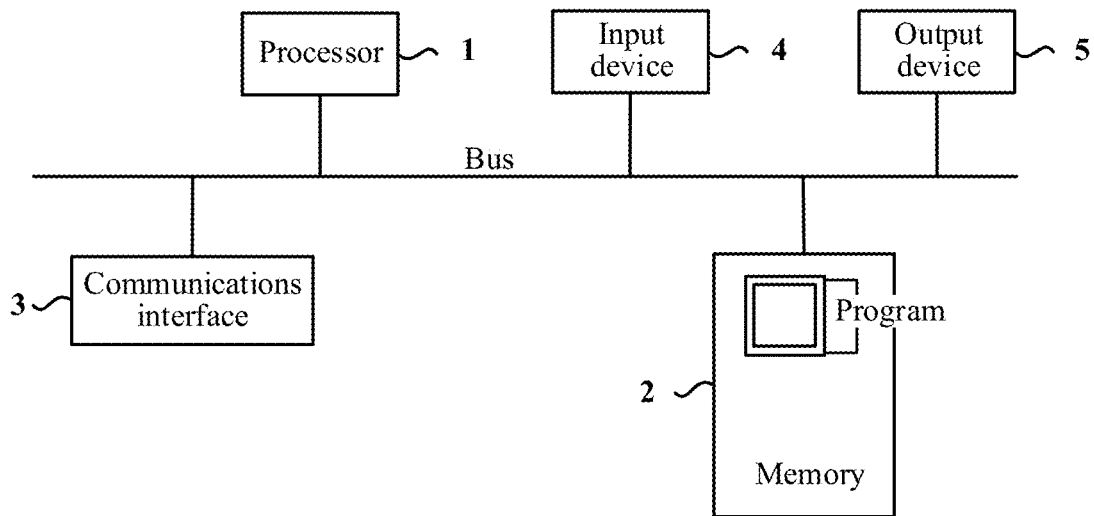 Processor
1
Input
device
4
Output
device
5
Bus
3
Communications
interface
Program
2
Memory